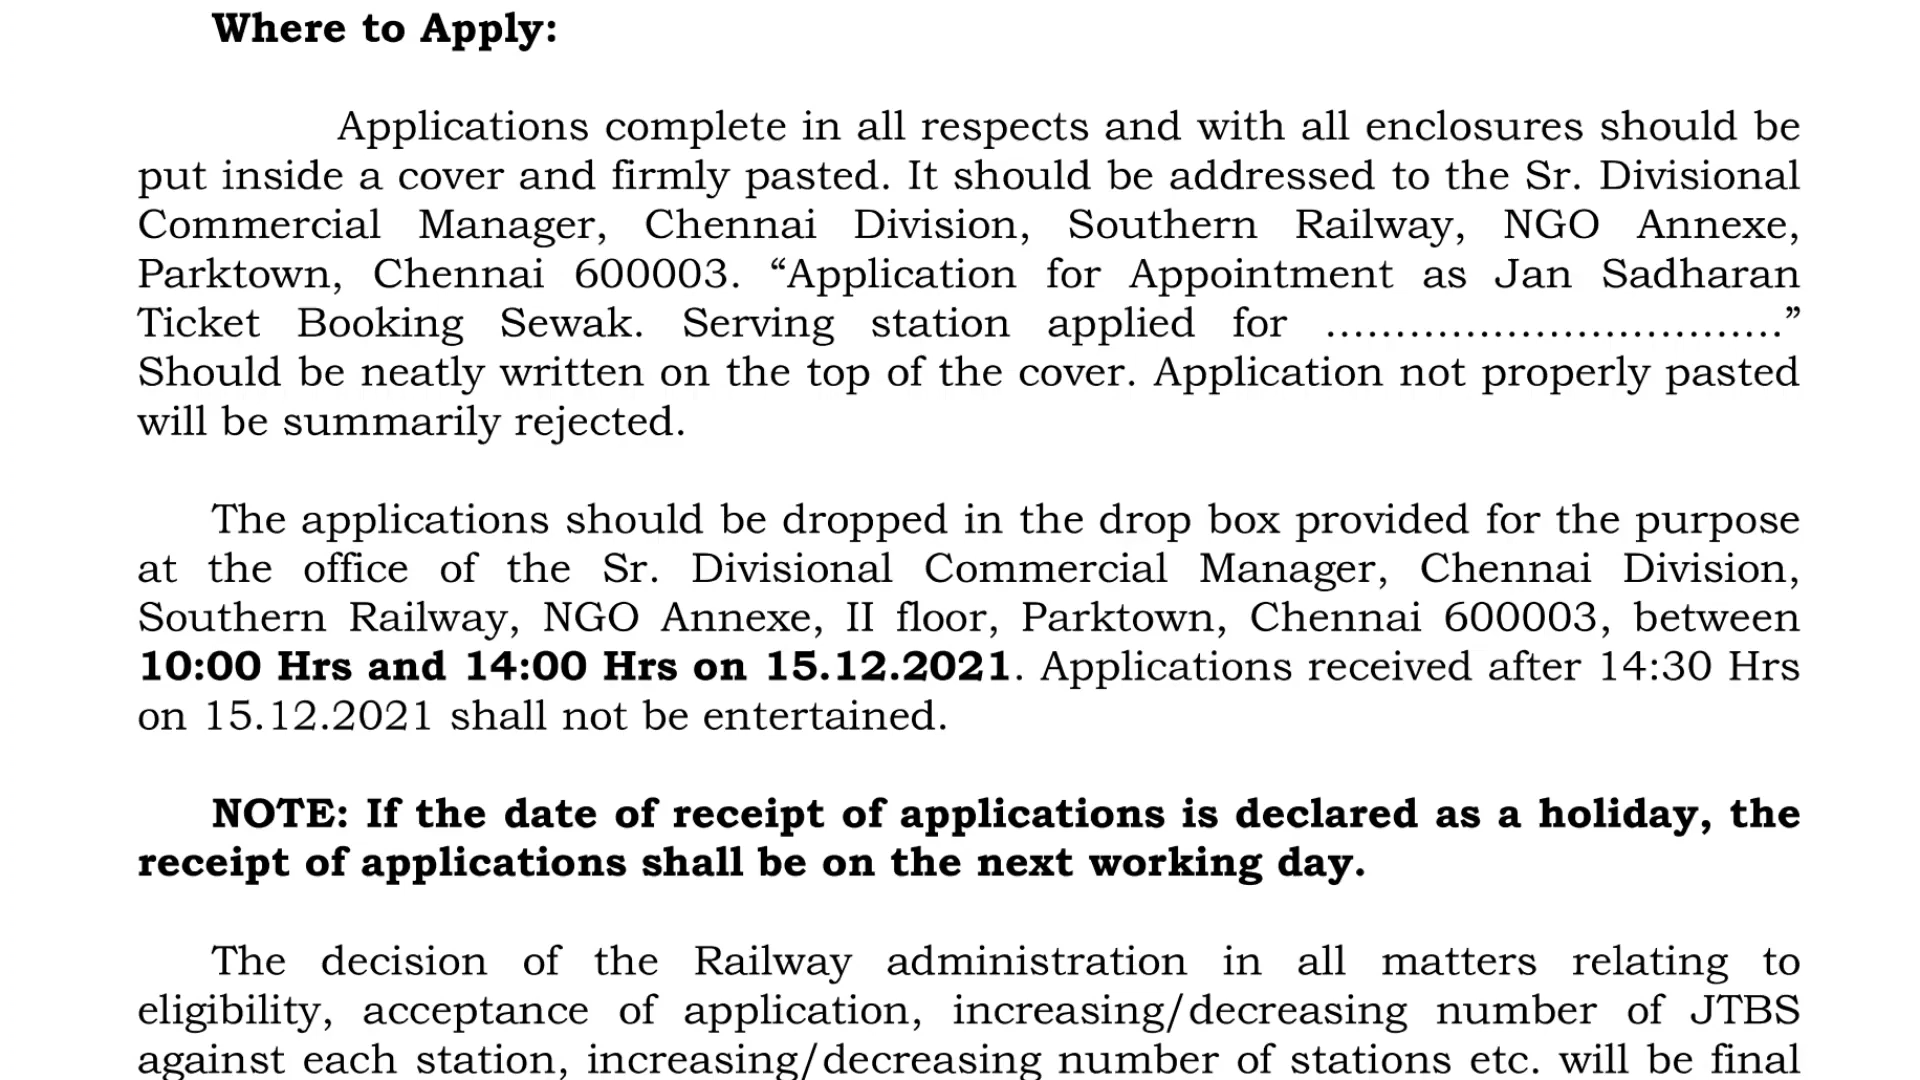 Where to Apply:
Applications complete in all respects and with all enclosures should be
put inside a cover and firmly pasted. It should be addressed to the Sr. Divisional
Commercial Manager, Chennai Division, Southern Railway, NGO Annexe,
Parktown, Chennai 600003. “Application for Appointment as Jan Sadharan
Ticket Booking Sewak. Serving station applied for .................................”
Should be neatly written on the top of the cover. Application not properly pasted
will be summarily rejected.
The applications should be dropped in the drop box provided for the purpose
at the office of the Sr. Divisional Commercial Manager, Chennai Division,
Southern Railway, NGO Annexe, II floor, Parktown, Chennai 600003, between
10:00 Hrs and 14:00 Hrs on 15.12.2021. Applications received after 14:30 Hrs
on 15.12.2021 shall not be entertained.
NOTE: If the date of receipt of applications is declared as a holiday, the
receipt of applications shall be on the next working day.
The decision of the Railway administration in all matters relating to
eligibility, acceptance of application, increasing/decreasing number of JTBS
against each station, increasing/decreasing number of stations etc. will be final